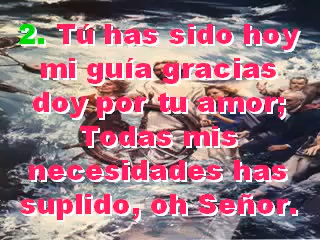 2. Tú has sido hoy
mi guía gracias
doy por tu amor;
Todas mis
necesidades has
suplido, oh Señor.